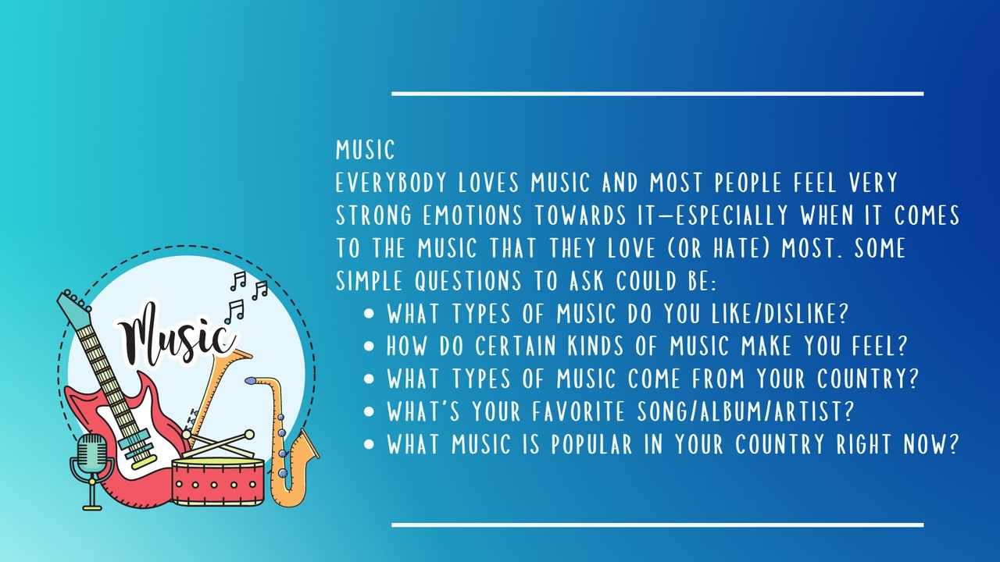 Music
MUSIC
EVERYBODY LOVES MUSIC AND MOST PEOPLE FEEL VERY
STRONG EMOTIONS TOWARDS IT—ESPECIALLY WHEN IT COMES
TO THE MUSIC THAT THEY LOVE (OR HATE) MOST. SOME
SIMPLE QUESTIONS TO ASK COULD BE:
• WHAT TYPES OF MUSIC DO YOU LIKE/DISLIKE?
• HOW DO CERTAIN KINDS OF MUSIC MAKE YOU FEEL?
• WHAT TYPES OF MUSIC COME FROM YOUR COUNTRY?
• WHAT'S YOUR FAVORITE SONG/ALBUM/ARTIST?
• WHAT MUSIC IS POPULAR IN YOUR COUNTRY RIGHT NOW?